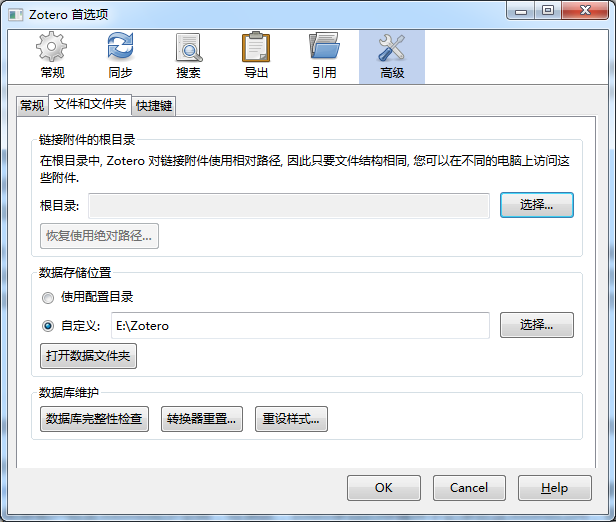 Zotero 首选项
常规 同步 搜索 导出 引用 高级
常规 文件和文件夹 快捷键
链接附件的根目录
在根目录中, Zotero 对链接附件使用相对路径, 因此只要文件结构相同, 您可以在不同的电脑上访问这
些附件.
根目录: 选择...
恢复使用绝对路径...
数据存储位置
使用配置目录
自定义: E:\Zotero 选择...
打开数据文件夹
数据库维护
数据库完整性检查 转换器重置... 重设样式...
OK Cancel Help